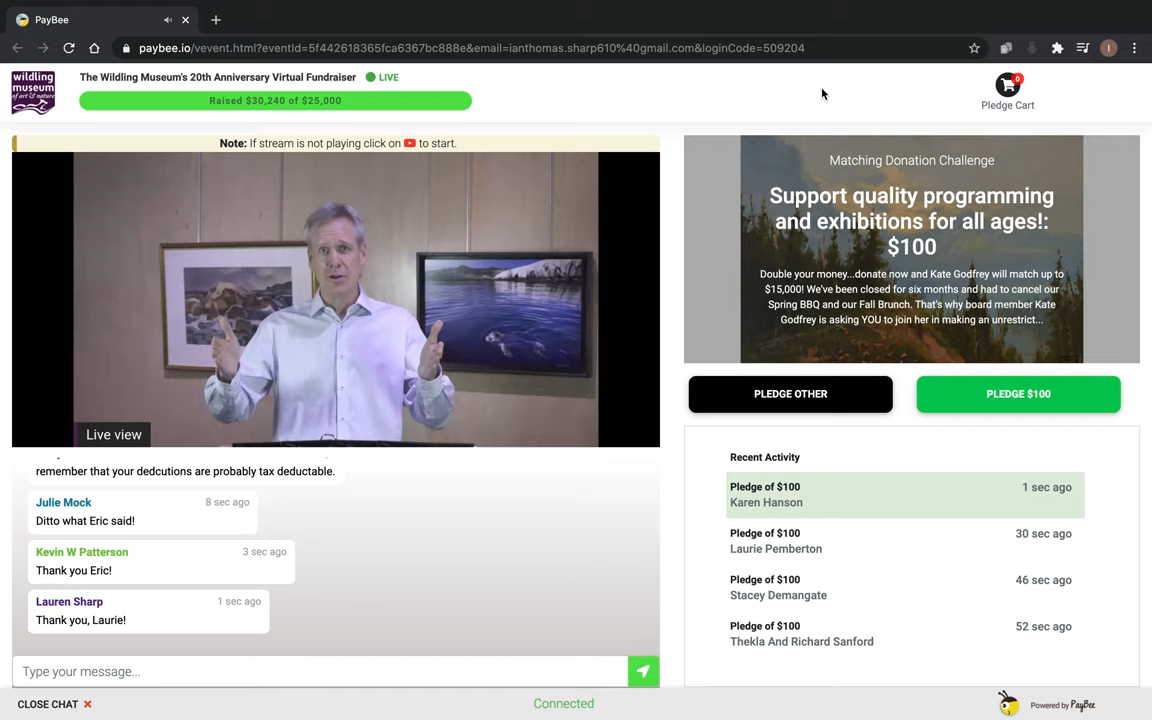 PayBee
paybee.io/vevent.html?eventId=5f442618365fca6367bc888e&email=ianthomas.sharp610%40gmail.com&loginCode=509204
I
wildling
museum
of art & nature
The Wildling Museum's 20th Anniversary Virtual Fundraiser
LIVE
Raised $30,240 of $25,000
0
Pledge Cart
Note: If stream is not playing click on to start.
Live view
remember that your dedcutions are probably tax deductable.
Julie Mock
8 sec ago
Ditto what Eric said!
Kevin W Patterson
3 sec ago
Thank you Eric!
Lauren Sharp
1 sec ago
Thank you, Laurie!
Type your message...
CLOSE CHAT
Connected
Matching Donation Challenge
Support quality programming
and exhibitions for all ages!:
$100
Double your money...donate now and Kate Godfrey will match up to
$15,000! We've been closed for six months and had to cancel our
Spring BBQ and our Fall Brunch. That's why board member Kate
Godfrey is asking YOU to join her in making an unrestrict...
PLEDGE OTHER
PLEDGE $100
Recent Activity
Pledge of $100
1 sec ago
Karen Hanson
Pledge of $100
30 sec ago
Laurie Pemberton
Pledge of $100
46 sec ago
Stacey Demangate
Pledge of $100
52 sec ago
Thekla And Richard Sanford
Powered by PayBee